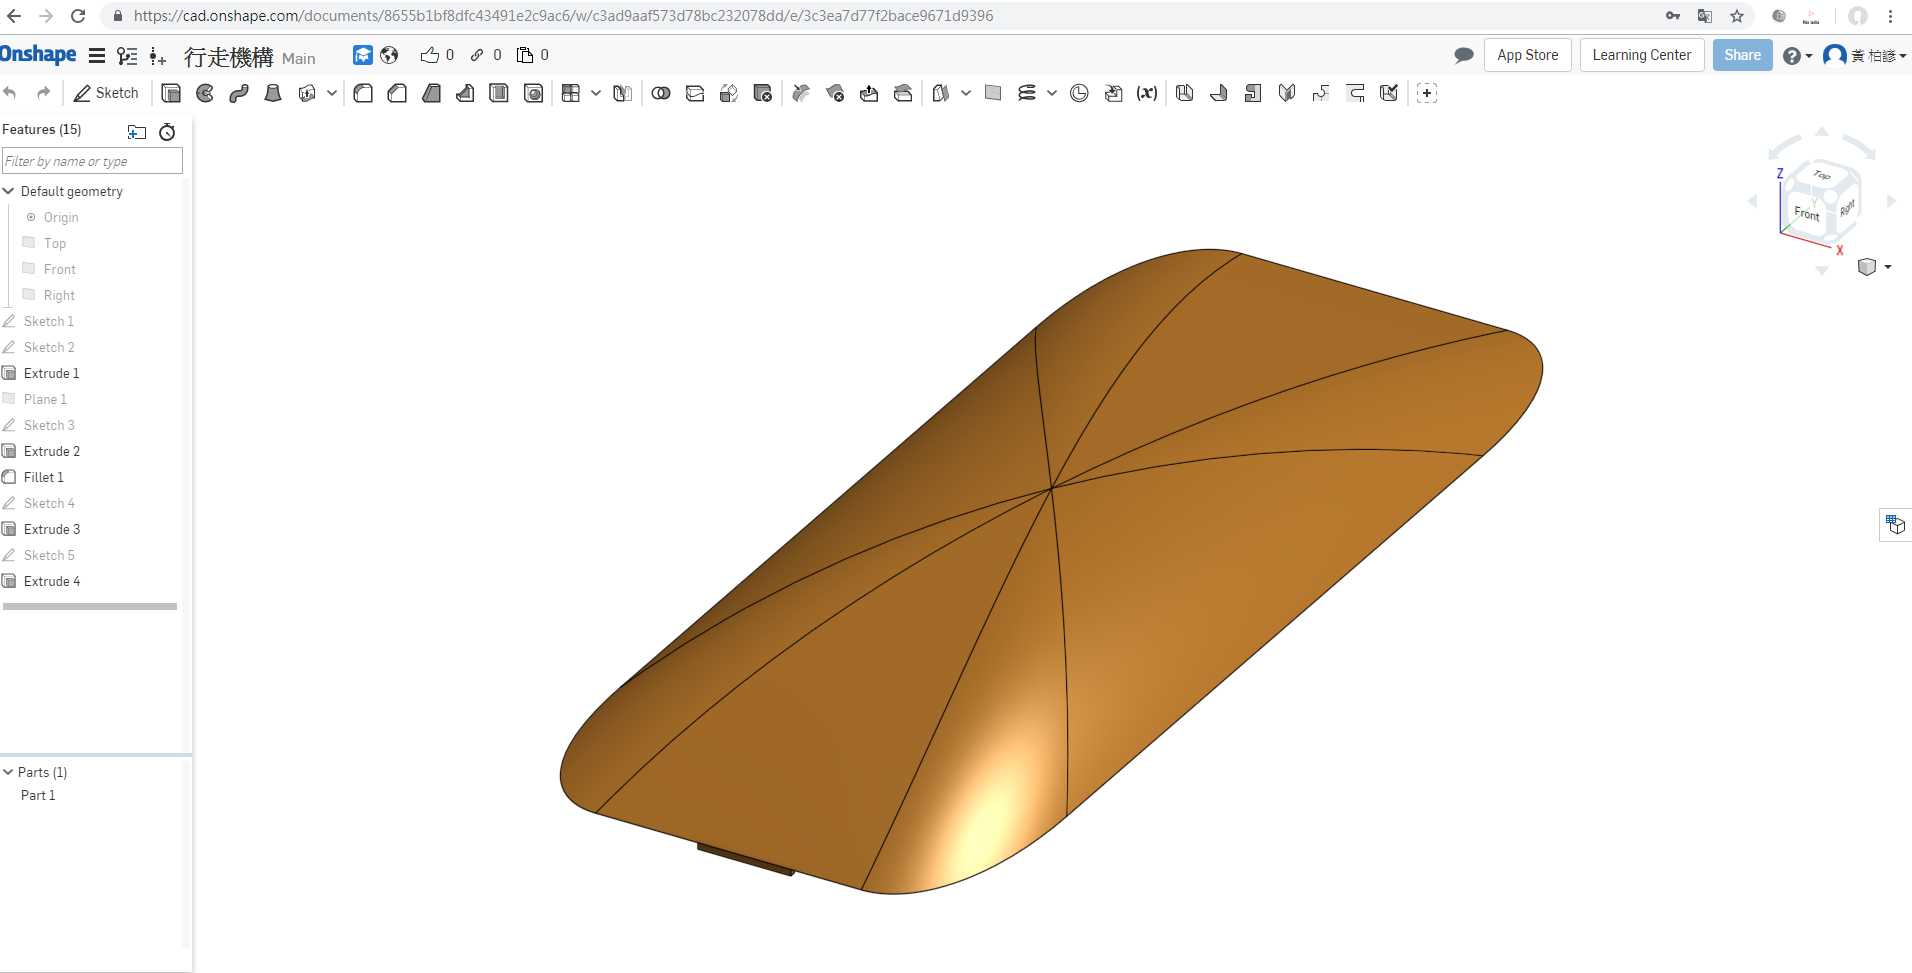 https://cad.onshape.com/documents/8655b1bf8dfc43491e2c9ac6/w/c3ad9aaf573d78bc232078dd/e/3c3ea7d77f2bace9671d9396
Onshape 行走機構 Main 0 0 0 App Store Learning Center Share 黃 柏諺
Sketch (x)
Features (15)
Filter by name or type
Default geometry
Origin
Top
Front
Right
Sketch 1
Sketch 2
Extrude 1
Plane 1
Sketch 3
Extrude 2
Fillet 1
Sketch 4
Extrude 3
Sketch 5
Extrude 4
Parts (1)
Part 1
Z
Top
Y
Front
Right
X